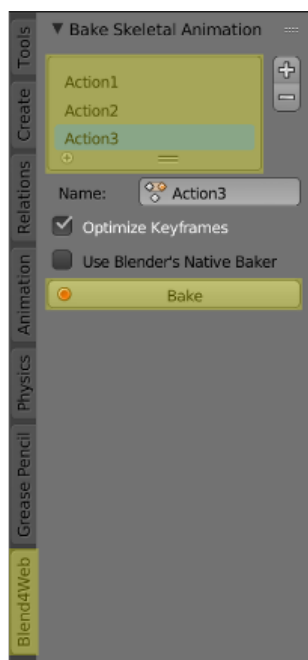 Tools
Create
Relations
Animation
Physics
Grease Pencil
Blend4Web
Bake Skeletal Animation
Action1
Action2
Action3
Name: Action3
Optimize Keyframes
Use Blender's Native Baker
Bake